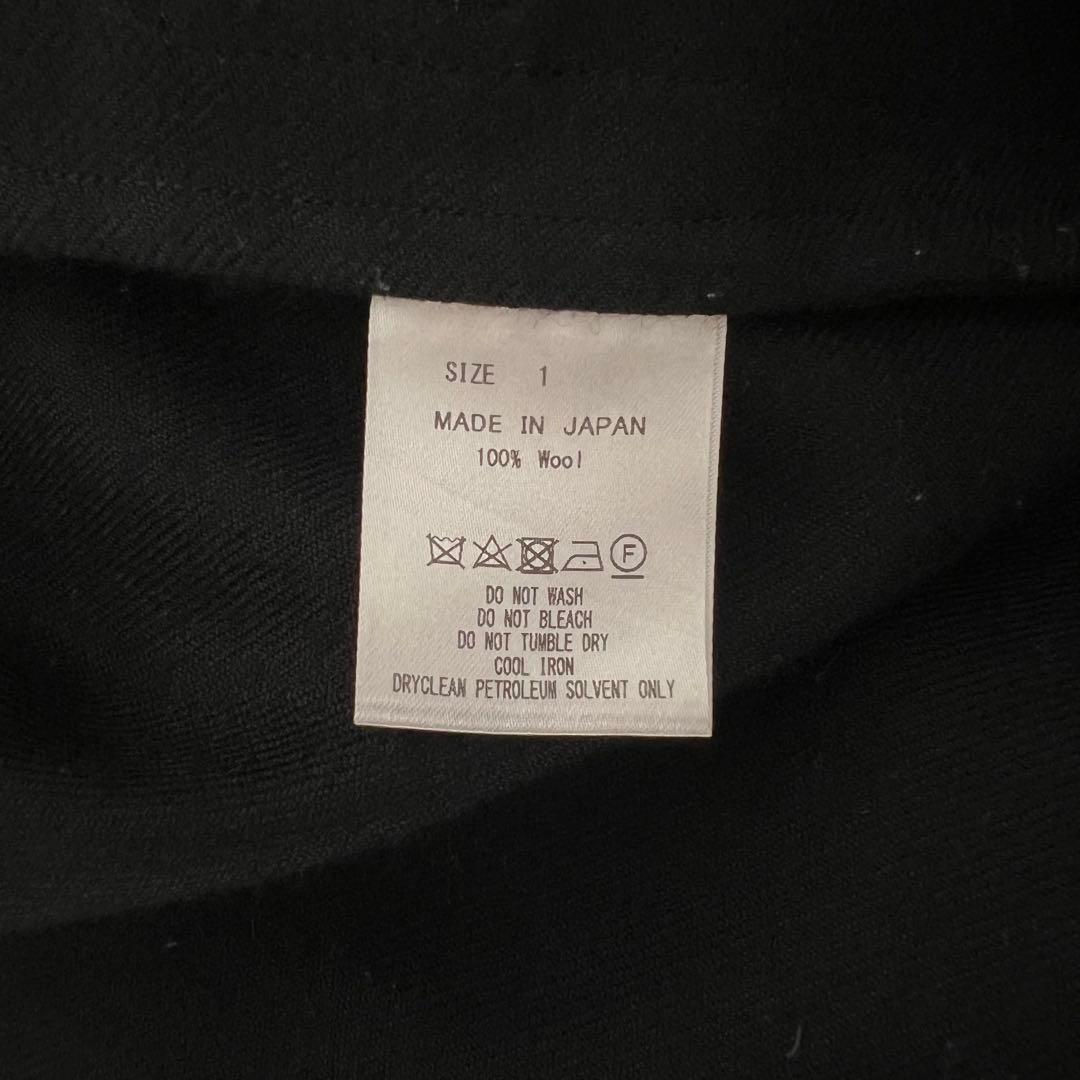 SIZE 1
MADE IN JAPAN
100% Wool
F
DO NOT WASH
DO NOT BLEACH
DO NOT TUMBLE DRY
COOL IRON
DRYCLEAN PETROLEUM SOLVENT ONLY